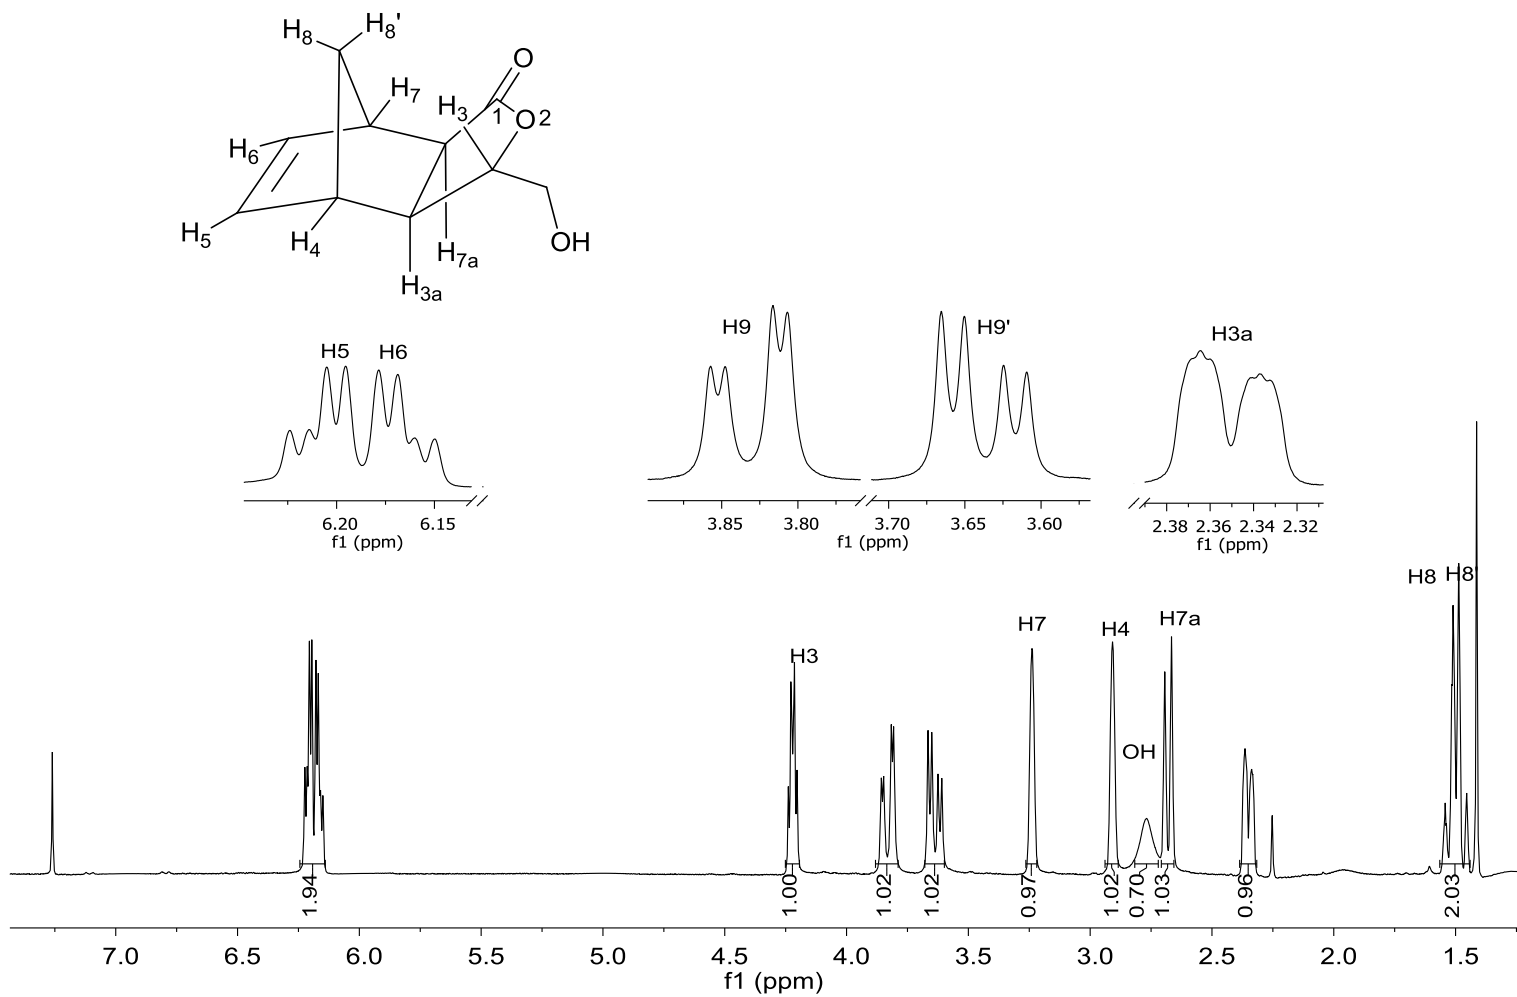 H8 H8'
O
H7
H3 1 O 2
H6
H5
H4
H7a
OH
H3a
H5 H6
6.20 6.15
f1 (ppm)
H9 H9'
3.85 3.80 3.70 3.65 3.60
f1 (ppm)
H3a
2.38 2.36 2.34 2.32
f1 (ppm)
H8 H8'
H3
H7
H4
H7a
OH
1.94 1.00 1.02 1.02 0.97 1.02 0.70 1.03 0.96 2.03
7.0 6.5 6.0 5.5 5.0 4.5 4.0 3.5 3.0 2.5 2.0 1.5
f1 (ppm)